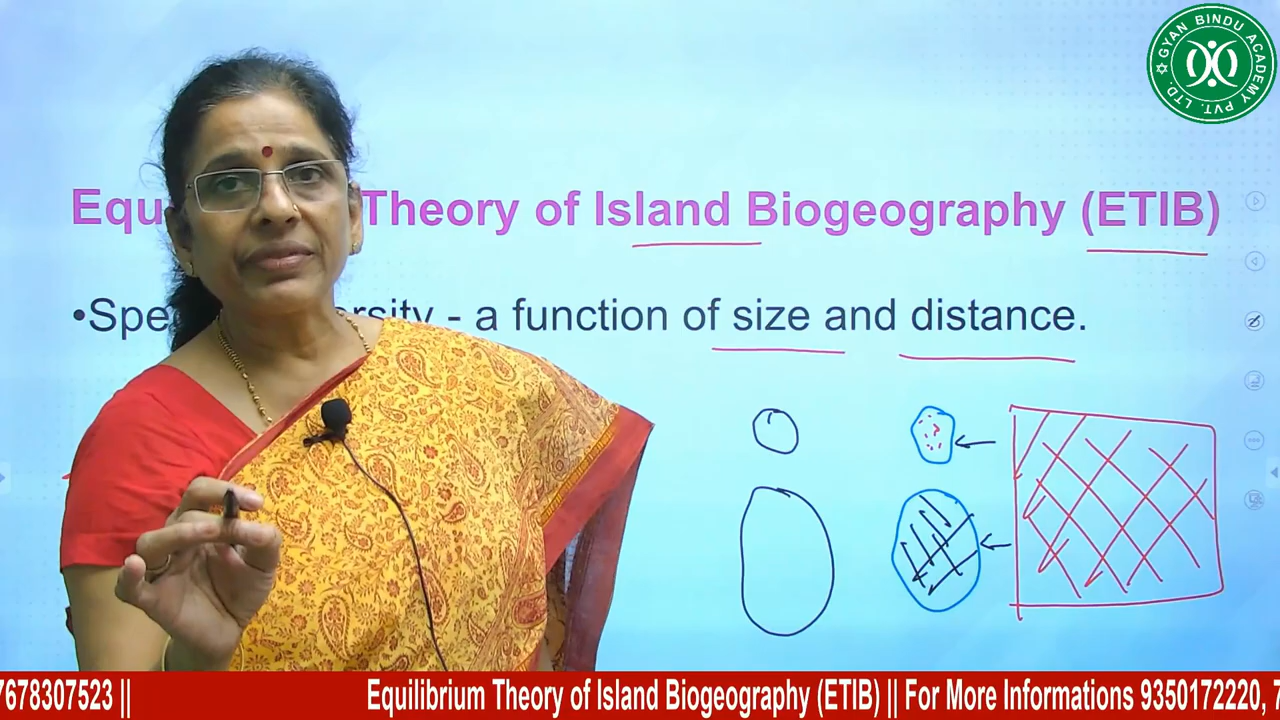 GYAN BINDU ACADEMY PVT. LTD.
Equ Theory of Island Biogeography (ETIB)
•Spe rsity - a function of size and distance.
7678307523 || Equilibrium Theory of Island Biogeography (ETIB) || For More Informations 9350172220, 7